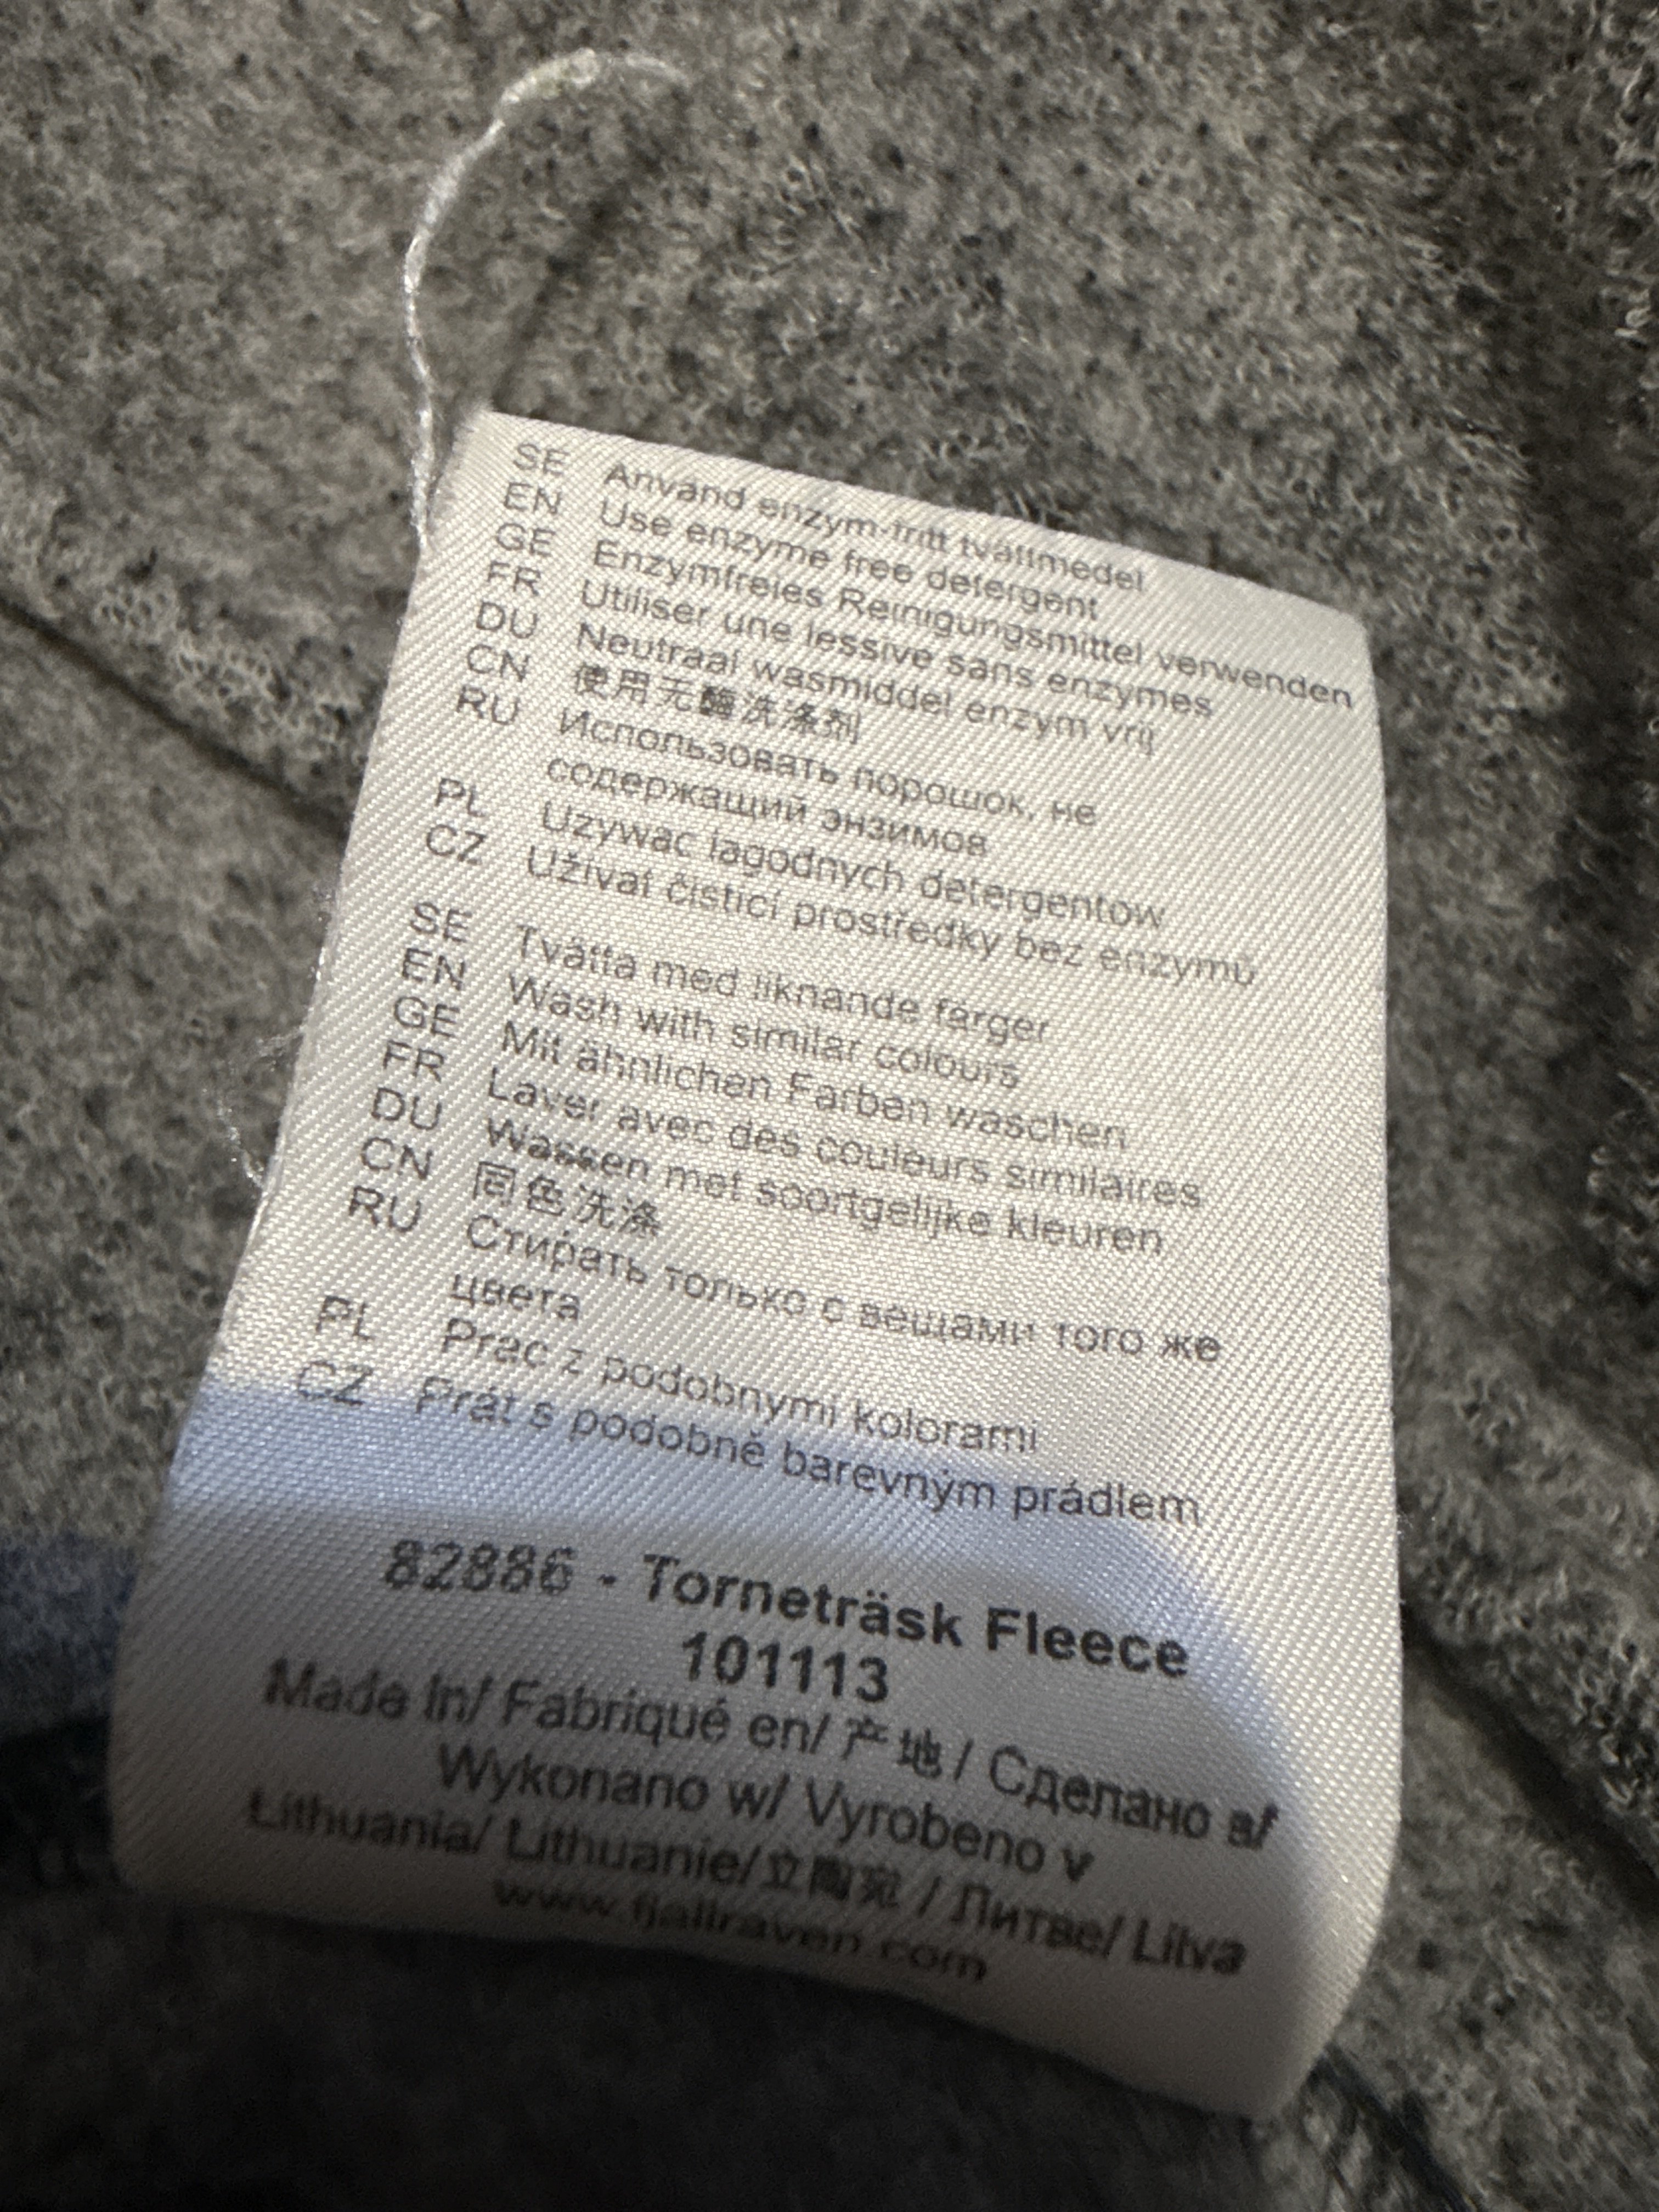 SE Använd enzym-fritt tvättmedel
EN Use enzyme free detergent
GE Enzymfreies Reinigungsmittel verwenden
FR Utiliser une lessive sans enzymes
DU Neutraal wasmiddel enzym vrij
CN 使用无酶洗涤剂
RU Использовать порошок, не
содержащий энзимов
PL Uzywac lagodnych detergentow
CZ Užívat čisticí prostředky bez enzymů
SE Tvätta med liknande färger
EN Wash with similar colours
GE Mit ähnlichen Farben waschen
FR Laver avec des couleurs similaires
DU Wassen met soortgelijke kleuren
CN 同色洗涤
RU Стирать только с вещами того же
цвета
PL Prac z podobnymi kolorami
CZ Prát s podobně barevným prádlem
82886 - Torneträsk Fleece
101113
Made In/ Fabriqué en/ 产地 / Сделано в/
Wykonano w/ Vyrobeno v
Lithuania/ Lithuanie/ 立陶宛 / Литве/ Litva
www.fjallraven.com